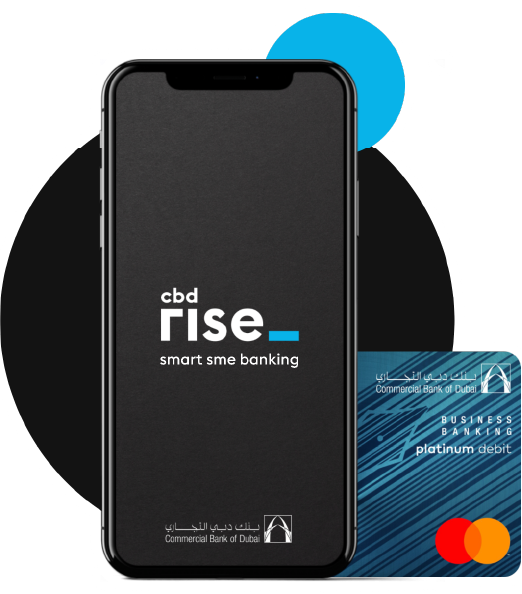 cbd
rise_
smart sme banking
بنك دبي التجاري
Commercial Bank of Dubai
بنك دبي التجاري
Commercial Bank of Dubai
BUSINESS
BANKING
platinum debit